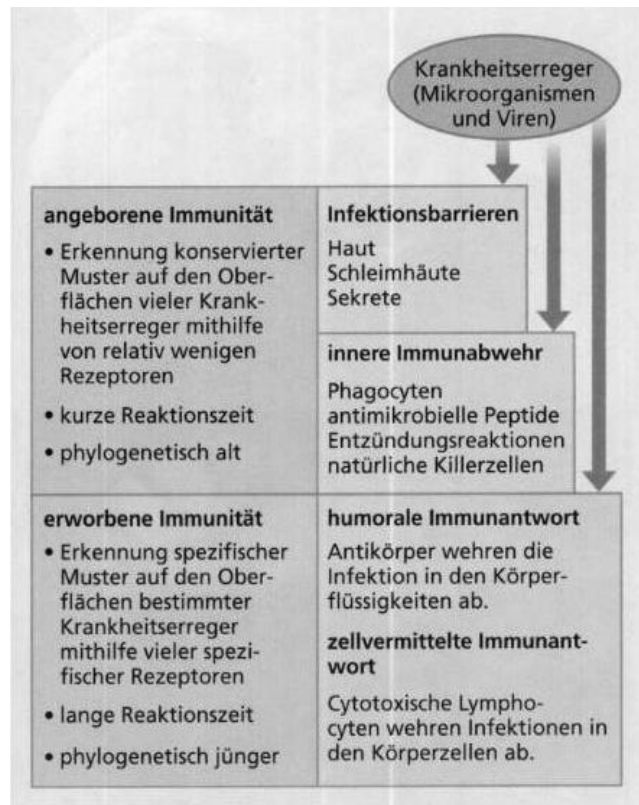 Krankheitserreger
(Mikroorganismen
und Viren)
angeborene Immunität
• Erkennung konservierter
Muster auf den Ober-
flächen vieler Krank-
heitserreger mithilfe
von relativ wenigen
Rezeptoren
• kurze Reaktionszeit
• phylogenetisch alt
Infektionsbarrieren
Haut
Schleimhäute
Sekrete
innere Immunabwehr
Phagocyten
antimikrobielle Peptide
Entzündungsreaktionen
natürliche Killerzellen
erworbene Immunität
• Erkennung spezifischer
Muster auf den Ober-
flächen bestimmter
Krankheitserreger
mithilfe vieler spezi-
fischer Rezeptoren
• lange Reaktionszeit
• phylogenetisch jünger
humorale Immunantwort
Antikörper wehren die
Infektion in den Körper-
flüssigkeiten ab.
zellvermittelte Immunant-
wort
Cytotoxische Lympho-
cyten wehren Infektionen in
den Körperzellen ab.